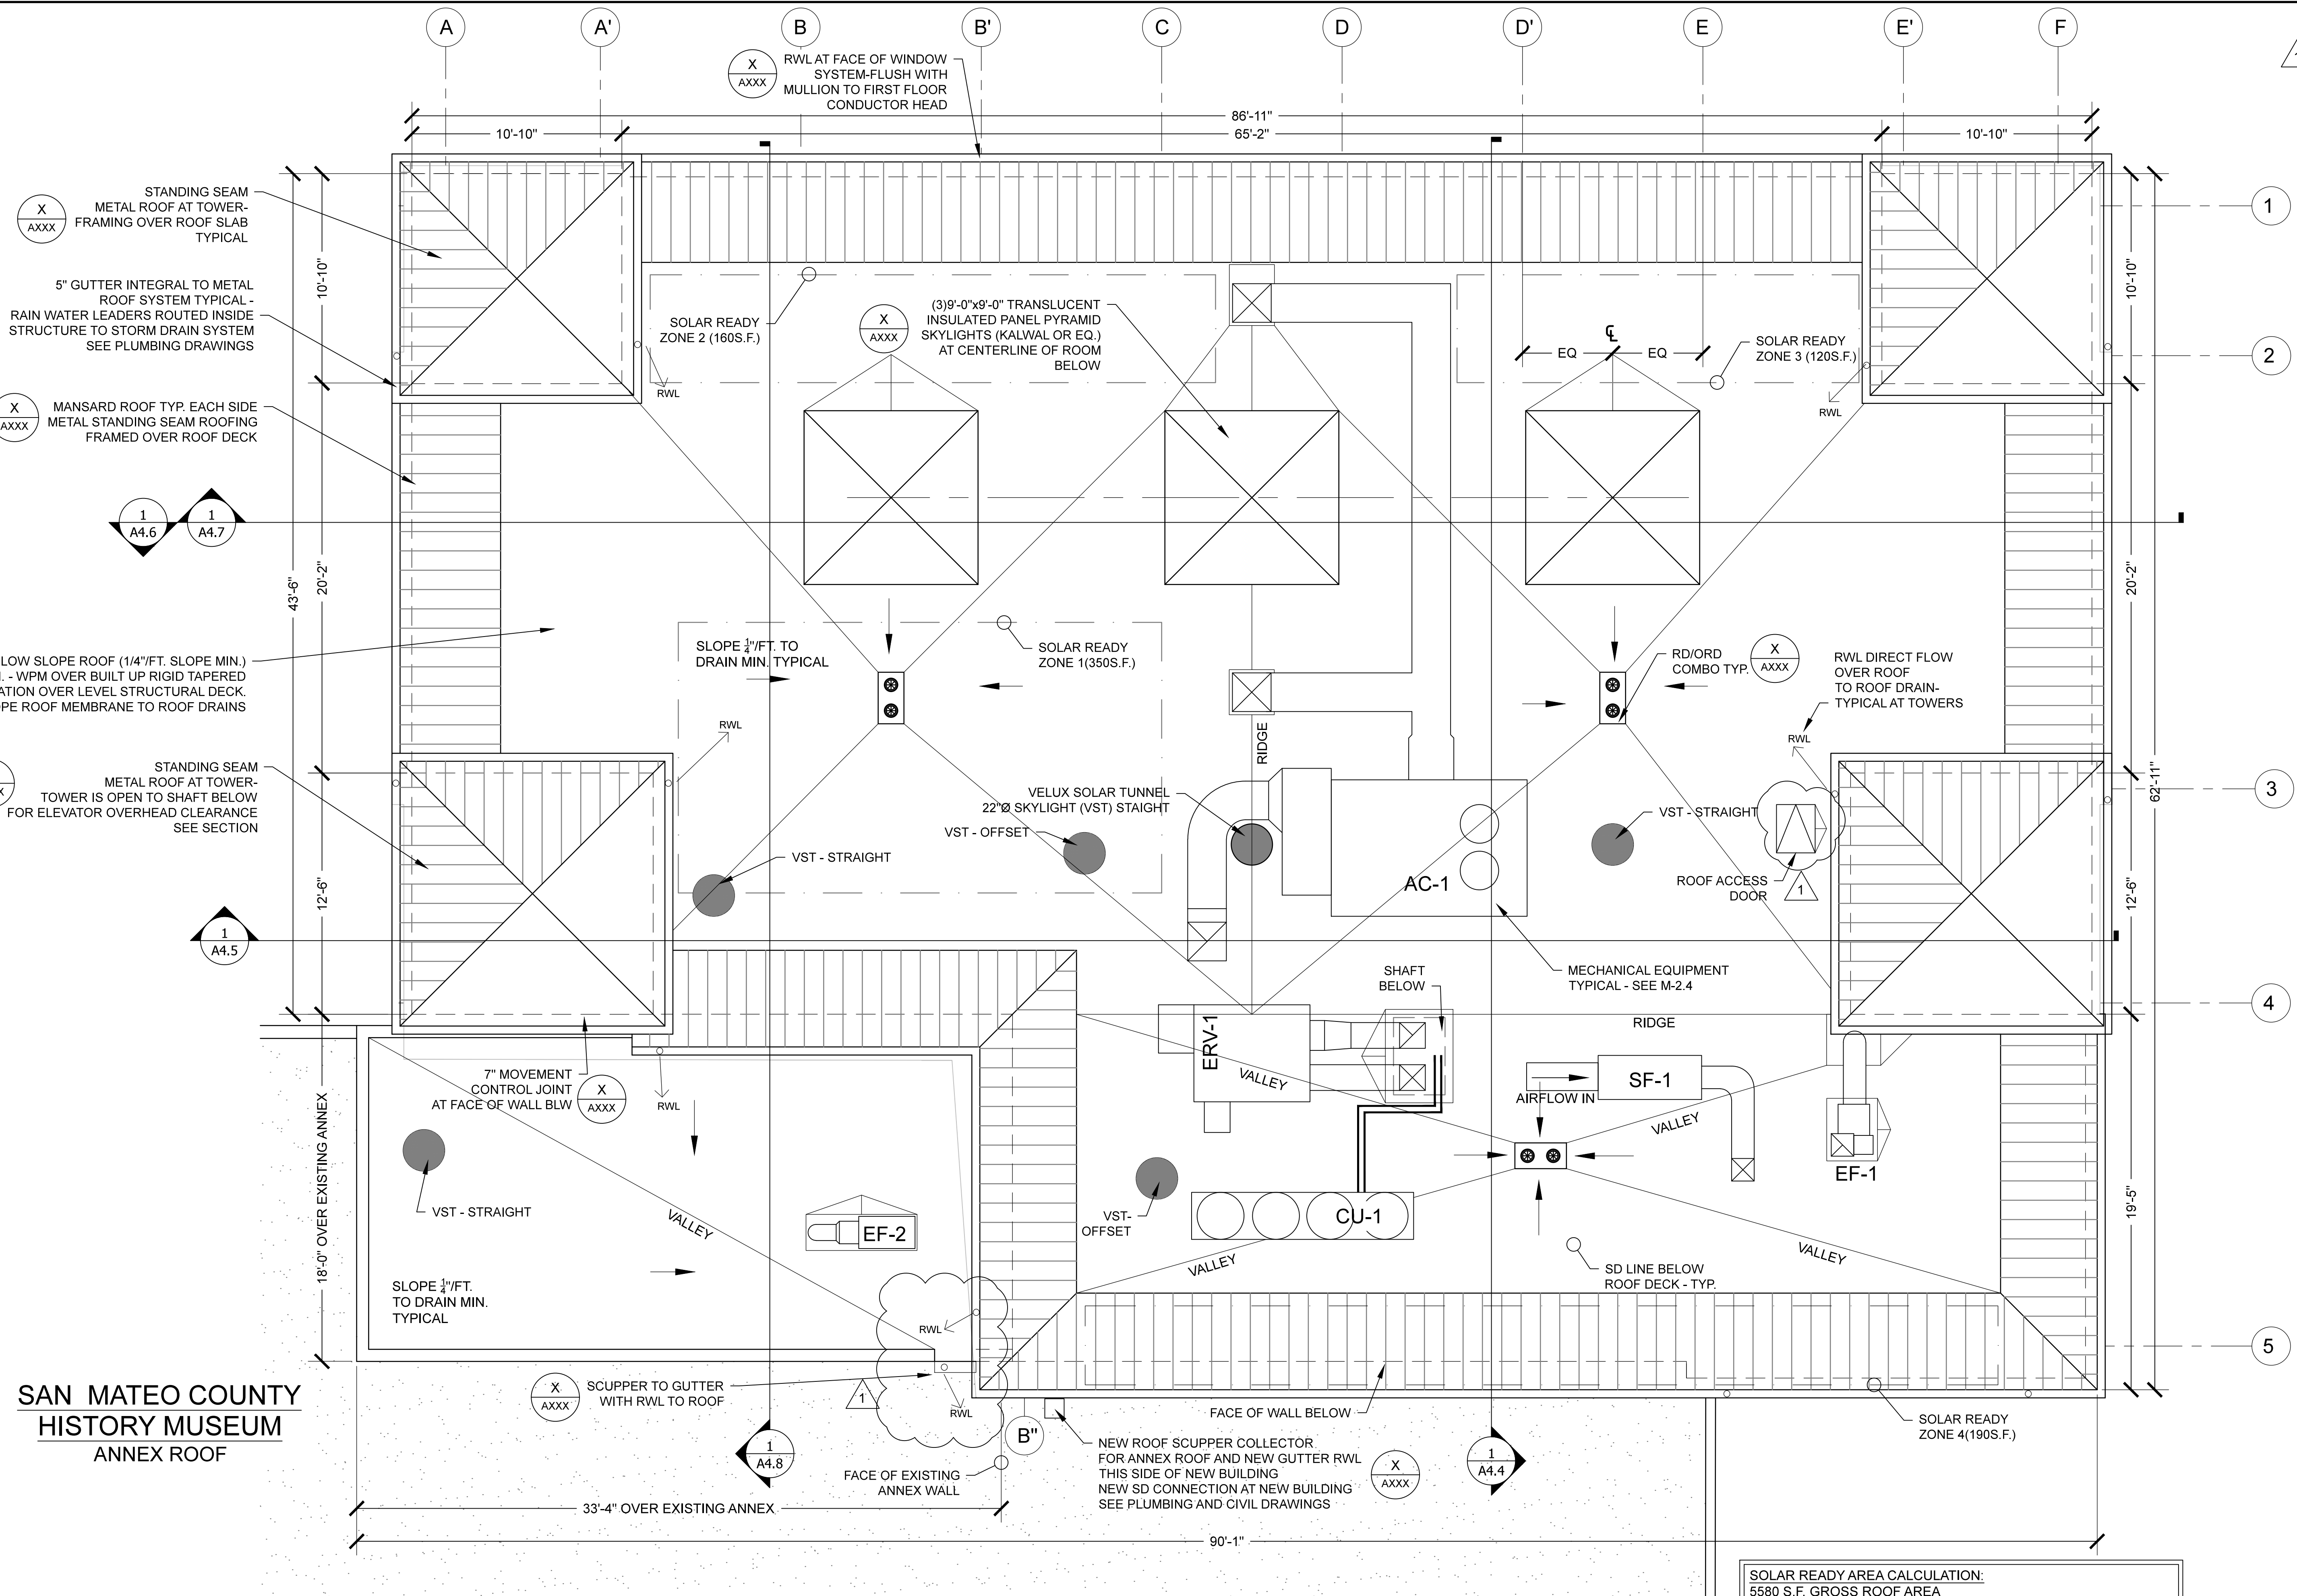 A
A'
B
B'
C
D
D'
E
E'
F
X
AXXX
RWL AT FACE OF WINDOW
SYSTEM-FLUSH WITH
MULLION TO FIRST FLOOR
CONDUCTOR HEAD
86'-11"
10'-10"
65'-2"
10'-10"
X
AXXX
STANDING SEAM
METAL ROOF AT TOWER-
FRAMING OVER ROOF SLAB
TYPICAL
1
10'-10"
10'-10"
5" GUTTER INTEGRAL TO METAL
ROOF SYSTEM TYPICAL -
RAIN WATER LEADERS ROUTED INSIDE
STRUCTURE TO STORM DRAIN SYSTEM
SEE PLUMBING DRAWINGS
SOLAR READY
ZONE 2 (160S.F.)
X
AXXX
(3)9'-0"x9'-0" TRANSLUCENT
INSULATED PANEL PYRAMID
SKYLIGHTS (KALWAL OR EQ.)
AT CENTERLINE OF ROOM
BELOW
EQ
EQ
SOLAR READY
ZONE 3 (120S.F.)
2
RWL
RWL
X
AXXX
MANSARD ROOF TYP. EACH SIDE
METAL STANDING SEAM ROOFING
FRAMED OVER ROOF DECK
1
A4.6
1
A4.7
43'-6"
20'-2"
20'-2"
LOW SLOPE ROOF (1/4"/FT. SLOPE MIN.)
- WPM OVER BUILT UP RIGID TAPERED
OVER LEVEL STRUCTURAL DECK.
ROOF MEMBRANE TO ROOF DRAINS
SLOPE 1/4"/FT. TO
DRAIN MIN. TYPICAL
SOLAR READY
ZONE 1(350S.F.)
RD/ORD
COMBO TYP.
X
AXXX
RWL DIRECT FLOW
OVER ROOF
TO ROOF DRAIN-
TYPICAL AT TOWERS
RWL
RWL
RIDGE
STANDING SEAM
METAL ROOF AT TOWER-
TOWER IS OPEN TO SHAFT BELOW
FOR ELEVATOR OVERHEAD CLEARANCE
SEE SECTION
VELUX SOLAR TUNNEL
22"Ø SKYLIGHT (VST) STAIGHT
VST - OFFSET
VST - STRAIGHT
VST - STRAIGHT
AC-1
ROOF ACCESS
DOOR
1
62'-11"
3
12'-6"
12'-6"
1
A4.5
MECHANICAL EQUIPMENT
TYPICAL - SEE M-2.4
SHAFT
BELOW
4
RIDGE
ERV-1
VALLEY
SF-1
AIRFLOW IN
VALLEY
EF-1
7" MOVEMENT
CONTROL JOINT
AT FACE OF WALL BLW
X
AXXX
RWL
18'-0" OVER EXISTING ANNEX
VST - STRAIGHT
VALLEY
EF-2
VST-
OFFSET
CU-1
VALLEY
VALLEY
19'-5"
SD LINE BELOW
ROOF DECK - TYP.
SLOPE 1/4"/FT.
TO DRAIN MIN.
TYPICAL
RWL
5
SAN MATEO COUNTY
HISTORY MUSEUM
ANNEX ROOF
X
AXXX
SCUPPER TO GUTTER
WITH RWL TO ROOF
1
RWL
B"
FACE OF WALL BELOW
SOLAR READY
ZONE 4(190S.F.)
1
A4.8
FACE OF EXISTING
ANNEX WALL
NEW ROOF SCUPPER COLLECTOR
FOR ANNEX ROOF AND NEW GUTTER RWL
THIS SIDE OF NEW BUILDING
NEW SD CONNECTION AT NEW BUILDING
SEE PLUMBING AND CIVIL DRAWINGS
X
AXXX
1
A4.4
33'-4" OVER EXISTING ANNEX
90'-1"
SOLAR READY AREA CALCULATION:
5580 S.F. GROSS ROOF AREA